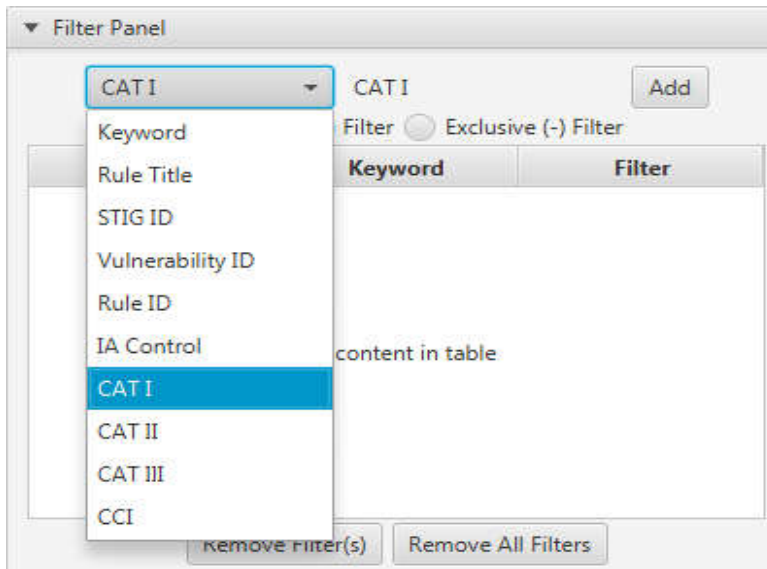 Filter Panel
CAT I CAT I Add
Keyword Filter Exclusive (-) Filter
Rule Title Keyword Filter
STIG ID
Vulnerability ID
Rule ID
IA Control content in table
CAT I
CAT II
CAT III
CCI
Remove Filter(s) Remove All Filters